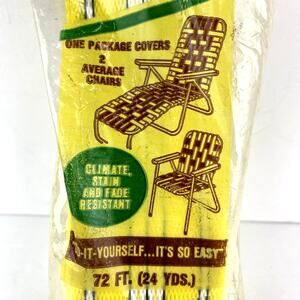 ONE PACKAGE COVERS
2
AVERAGE
CHAIRS
CLIMATE,
STAIN
AND FADE
RESISTANT
O-IT-YOURSELF...IT'S SO EASY"
72 FT. (24 YDS.)